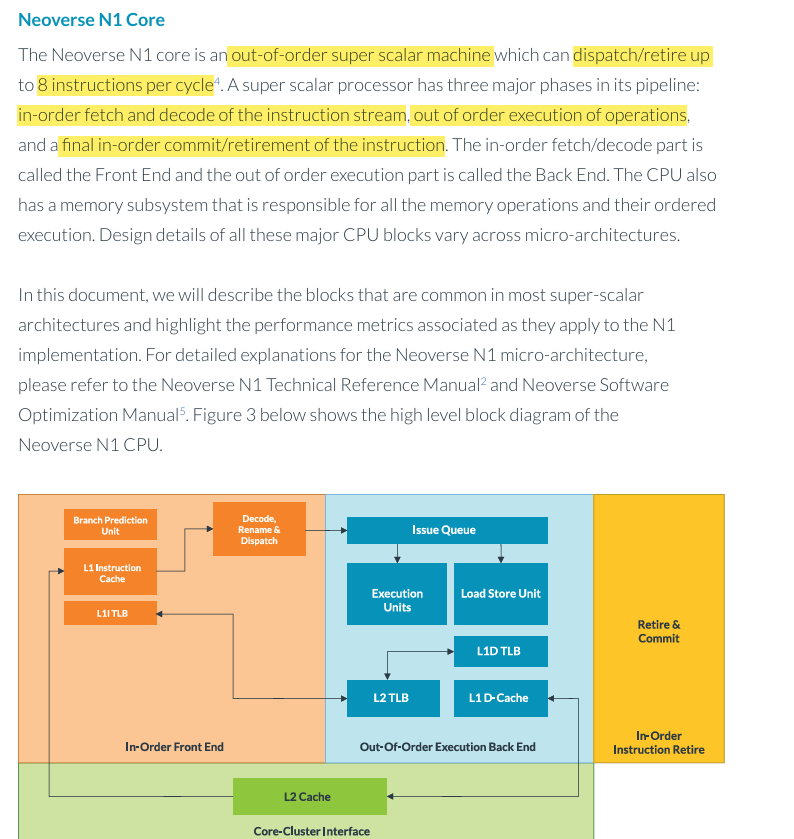 Neoverse N1 Core
The Neoverse N1 core is an out-of-order super scalar machine which can dispatch/retire up
to 8 instructions per cycle⁴. A super scalar processor has three major phases in its pipeline:
in-order fetch and decode of the instruction stream, out of order execution of operations,
and a final in-order commit/retirement of the instruction. The in-order fetch/decode part is
called the Front End and the out of order execution part is called the Back End. The CPU also
has a memory subsystem that is responsible for all the memory operations and their ordered
execution. Design details of all these major CPU blocks vary across micro-architectures.
In this document, we will describe the blocks that are common in most super-scalar
architectures and highlight the performance metrics associated as they apply to the N1
implementation. For detailed explanations for the Neoverse N1 micro-architecture,
please refer to the Neoverse N1 Technical Reference Manual² and Neoverse Software
Optimization Manual⁵. Figure 3 below shows the high level block diagram of the
Neoverse N1 CPU.
Branch Prediction
Unit
L1 Instruction
Cache
L1I TLB
Decode,
Rename &
Dispatch
In-Order Front End
Issue Queue
Execution
Units
Load Store Unit
L1D TLB
L2 TLB
L1 D-Cache
Out-Of-Order Execution Back End
Retire &
Commit
In-Order
Instruction Retire
L2 Cache
Core-Cluster Interface